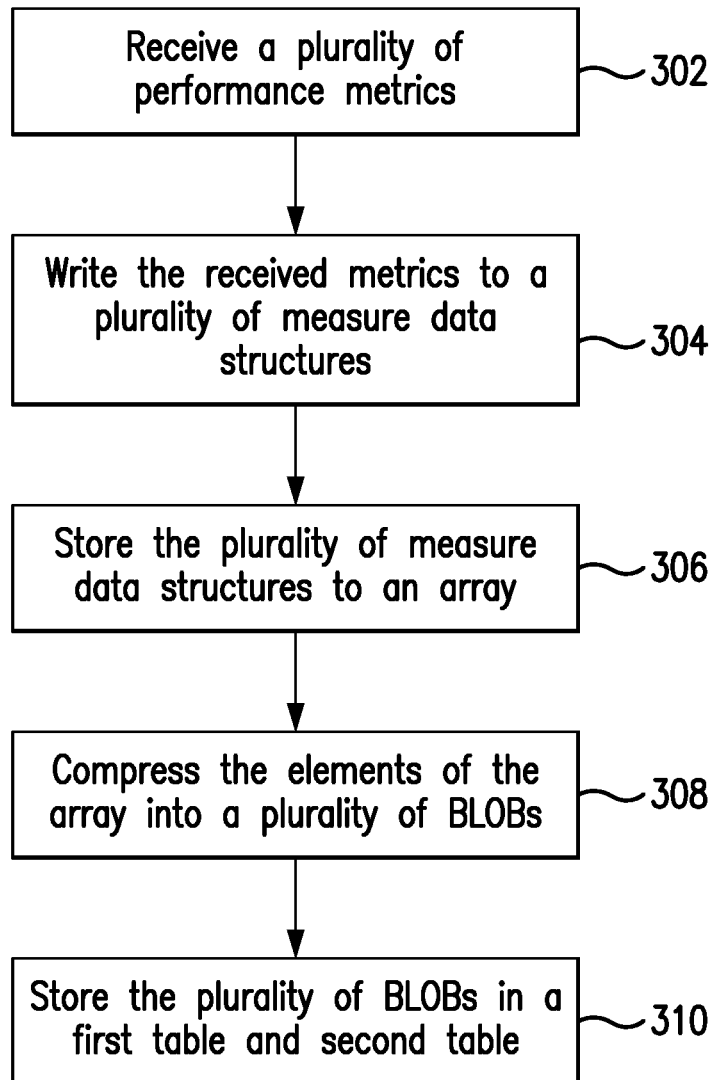 Receive a plurality of
performance metrics
302
Write the received metrics to a
plurality of measure data
structures
304
Store the plurality of measure
data structures to an array
306
Compress the elements of the
array into a plurality of BLOBs
308
Store the plurality of BLOBs in a
first table and second table
310